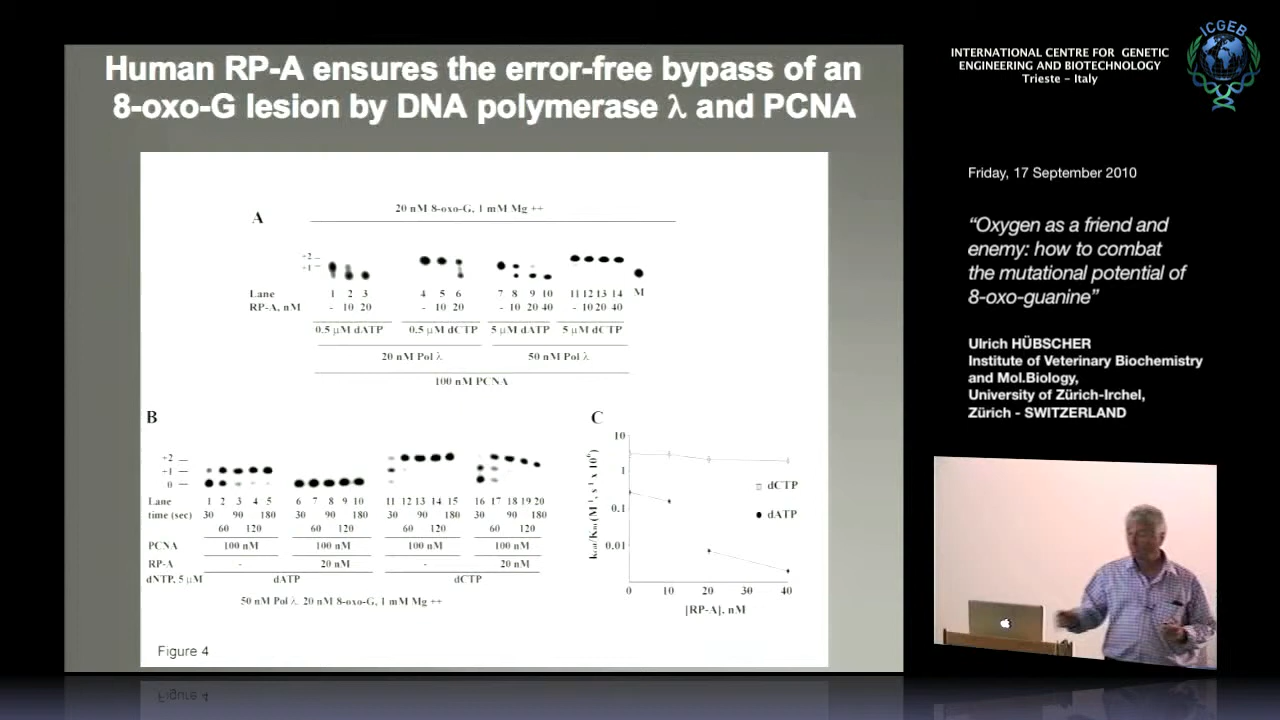 Human RP-A ensures the error-free bypass of an
8-oxo-G lesion by DNA polymerase λ and PCNA
A
20 nM 8-oxo-G, 1 mM Mg ++
+2
+1
Lane 1 2 3 4 5 6 7 8 9 10 11 12 13 14 M
RP-A, nM - 10 20 - 10 20 - 10 20 40 - 10 20 40
0.5 µM dATP 0.5 µM dCTP 5 µM dATP 5 µM dCTP
20 nM Pol λ 50 nM Pol λ
100 nM PCNA
B
+2
+1
0
Lane 1 2 3 4 5 6 7 8 9 10 11 12 13 14 15 16 17 18 19 20
time (sec) 30 90 180 30 90 180 30 90 180 30 90 180
60 120 60 120 60 120 60 120
PCNA 100 nM 100 nM 100 nM 100 nM
RP-A - 20 nM - 20 nM
dNTP, 5 µM dATP dCTP
50 nM Pol λ 20 nM 8-oxo-G, 1 mM Mg ++
C
10
1
0.1
0.01
dCTP
dATP
0 10 20 30 40
[RP-A], nM
Figure 4
ICGEB
INTERNATIONAL CENTRE FOR GENETIC
ENGINEERING AND BIOTECHNOLOGY
Trieste – Italy
Friday, 17 September 2010
“Oxygen as a friend and
enemy: how to combat
the mutational potential of
8-oxo-guanine”
Ulrich HÜBSCHER
Institute of Veterinary Biochemistry
and Mol.Biology,
University of Zürich-Irchel,
Zürich - SWITZERLAND